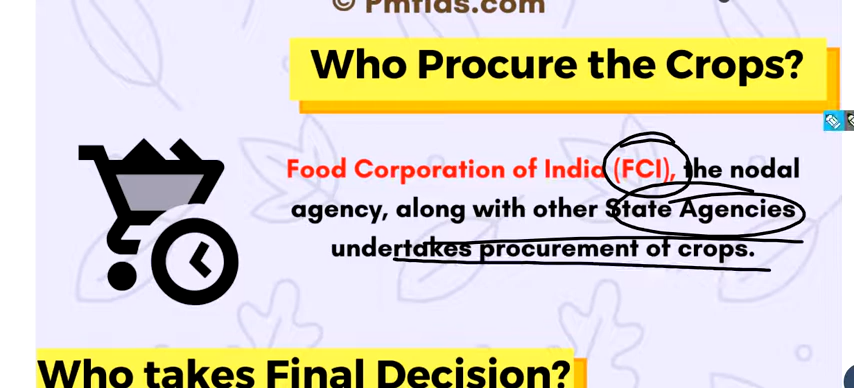 © Pmfias.com
Who Procure the Crops?
Food Corporation of India (FCI), the nodal
agency, along with other State Agencies
undertakes procurement of crops.
Who takes Final Decision?